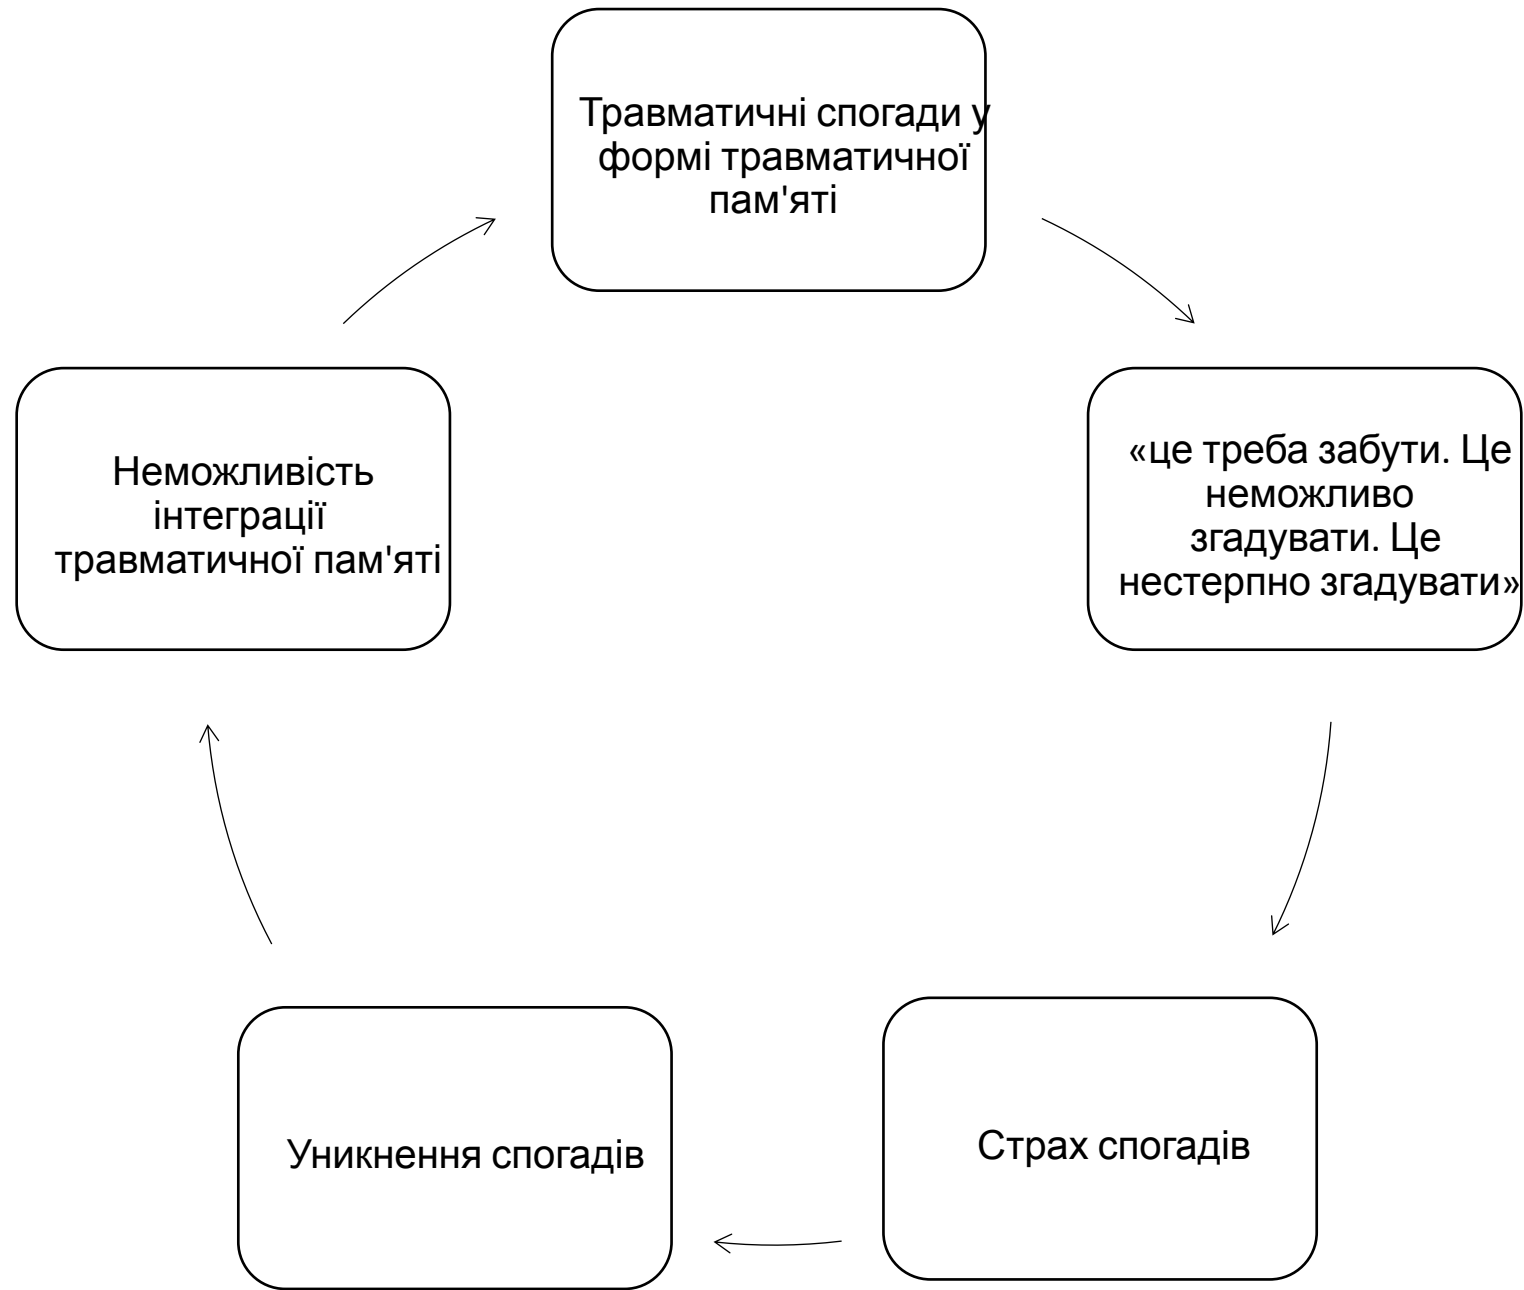 Травматичні спогади у
формі травматичної
пам'яті
«це треба забути. Це
неможливо
згадувати. Це
нестерпно згадувати»
Страх спогадів
Уникнення спогадів
Неможливість
інтеграції
травматичної пам'яті